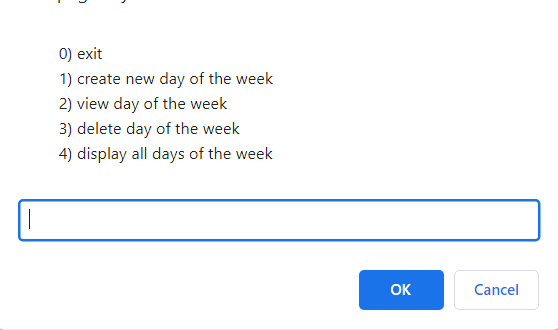 0) exit
1) create new day of the week
2) view day of the week
3) delete day of the week
4) display all days of the week
OK
Cancel